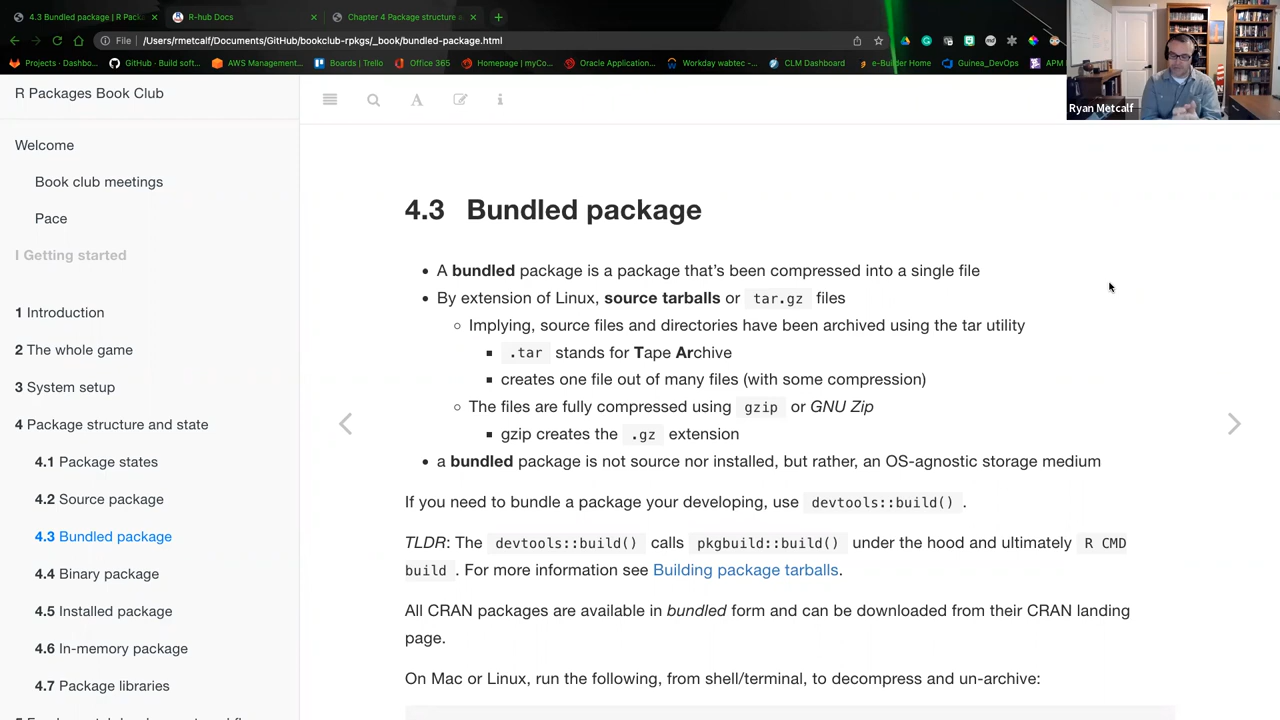 4.3 Bundled package | R Pack
R-hub Docs
Chapter 4 Package structure a
File
/Users/rmetcalf/Documents/GitHub/bookclub-rpkgs/_book/bundled-package.html
Projects - Dashbo...
GitHub · Build soft...
AWS Management...
Boards | Trello
Office 365
Homepage | myCo...
Oracle Application...
Workday wabtec -...
CLM Dashboard
e-Builder Home
Guinea_DevOps
APM
Ryan Metcalf
R Packages Book Club
Welcome
Book club meetings
Pace
I Getting started
1 Introduction
2 The whole game
3 System setup
4 Package structure and state
4.1 Package states
4.2 Source package
4.3 Bundled package
4.4 Binary package
4.5 Installed package
4.6 In-memory package
4.7 Package libraries
4.3 Bundled package
• A bundled package is a package that's been compressed into a single file
• By extension of Linux, source tarballs or tar.gz files
Implying, source files and directories have been archived using the tar utility
.tar stands for Tape Archive
creates one file out of many files (with some compression)
The files are fully compressed using gzip or GNU Zip
gzip creates the .gz extension
• a bundled package is not source nor installed, but rather, an OS-agnostic storage medium
If you need to bundle a package your developing, use devtools::build() .
TLDR: The devtools::build() calls pkgbuild::build() under the hood and ultimately R CMD
build . For more information see Building package tarballs.
All CRAN packages are available in bundled form and can be downloaded from their CRAN landing
page.
On Mac or Linux, run the following, from shell/terminal, to decompress and un-archive: